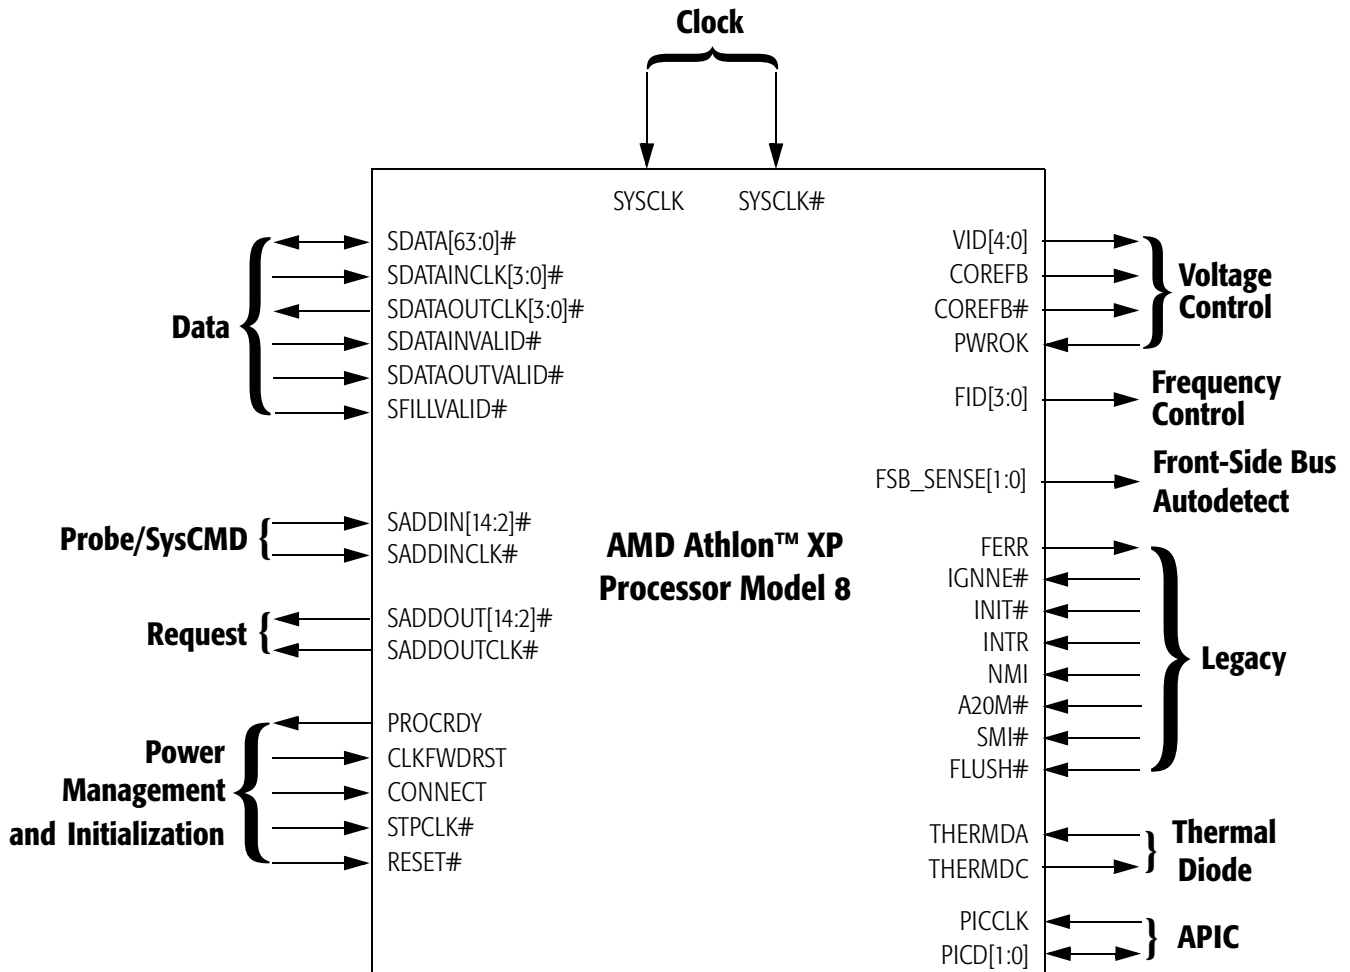 Clock
SYSCLK
SYSCLK#
Data
SDATA[63:0]#
SDATAINCLK[3:0]#
SDATAOUTCLK[3:0]#
SDATAINVALID#
SDATAOUTVALID#
SFILLVALID#
Probe/SysCMD
SADDIN[14:2]#
SADDINCLK#
Request
SADDOUT[14:2]#
SADDOUTCLK#
Power
Management
and Initialization
PROCRDY
CLKFWDRST
CONNECT
STPCLK#
RESET#
AMD Athlon™ XP
Processor Model 8
VID[4:0]
COREFB
COREFB#
PWROK
Voltage
Control
FID[3:0]
Frequency
Control
FSB_SENSE[1:0]
Front-Side Bus
Autodetect
FERR
IGNNE#
INIT#
INTR
NMI
A20M#
SMI#
FLUSH#
Legacy
THERMDA
THERMDC
Thermal
Diode
PICCLK
PICD[1:0]
APIC